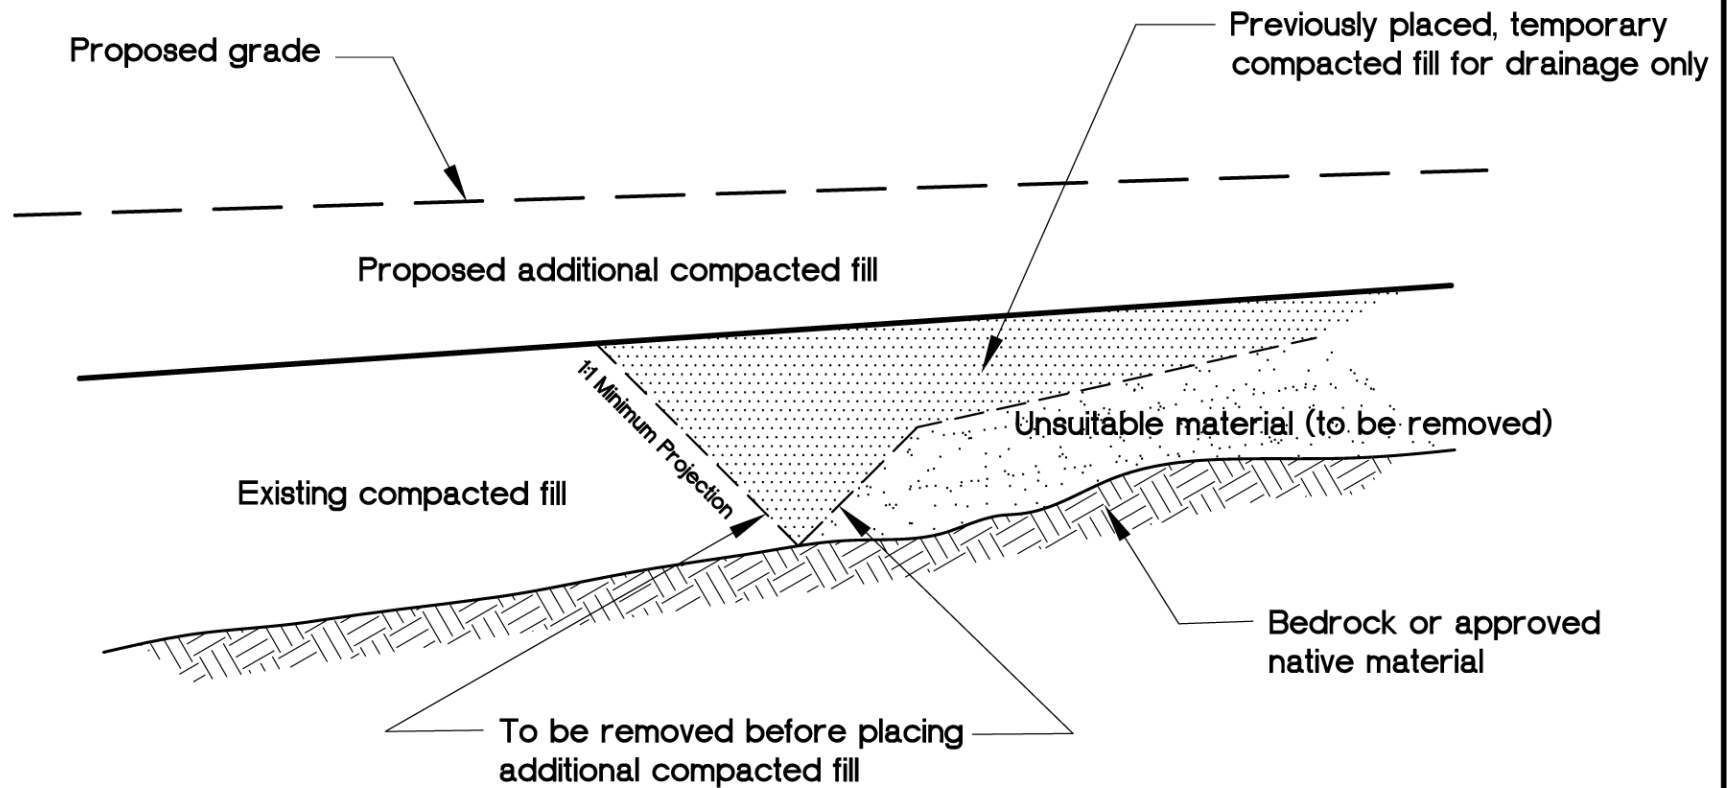 Proposed grade
Previously placed, temporary
compacted fill for drainage only
Proposed additional compacted fill
1:1 Minimum Projection
Unsuitable material (to be removed)
Existing compacted fill
Bedrock or approved
native material
To be removed before placing
additional compacted fill